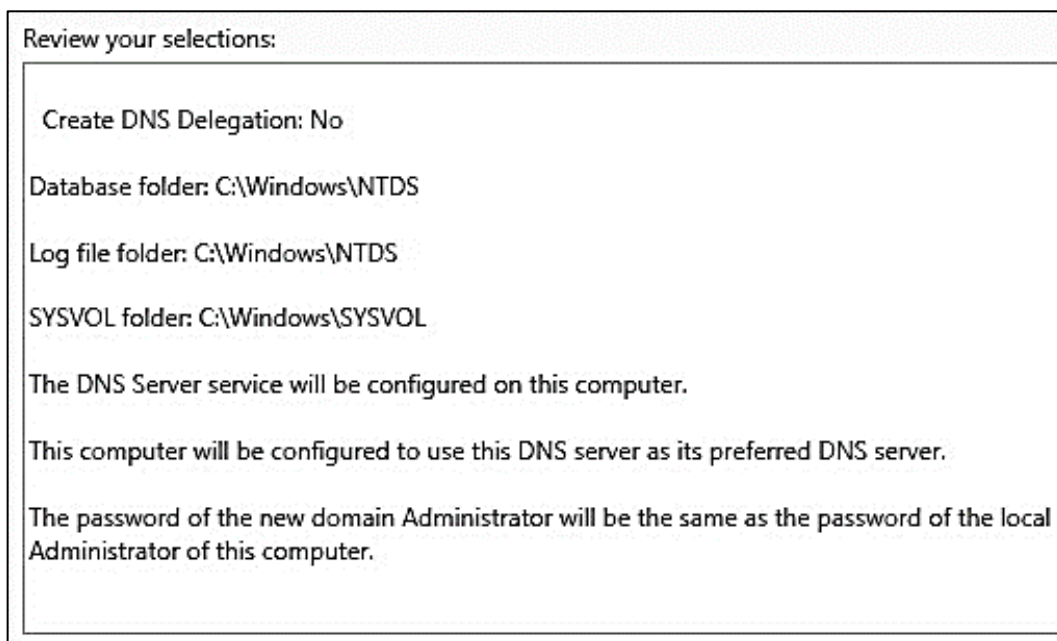 Review your selections:
Create DNS Delegation: No
Database folder: C:\Windows\NTDS
Log file folder: C:\Windows\NTDS
SYSVOL folder: C:\Windows\SYSVOL
The DNS Server service will be configured on this computer.
This computer will be configured to use this DNS server as its preferred DNS server.
The password of the new domain Administrator will be the same as the password of the local
Administrator of this computer.